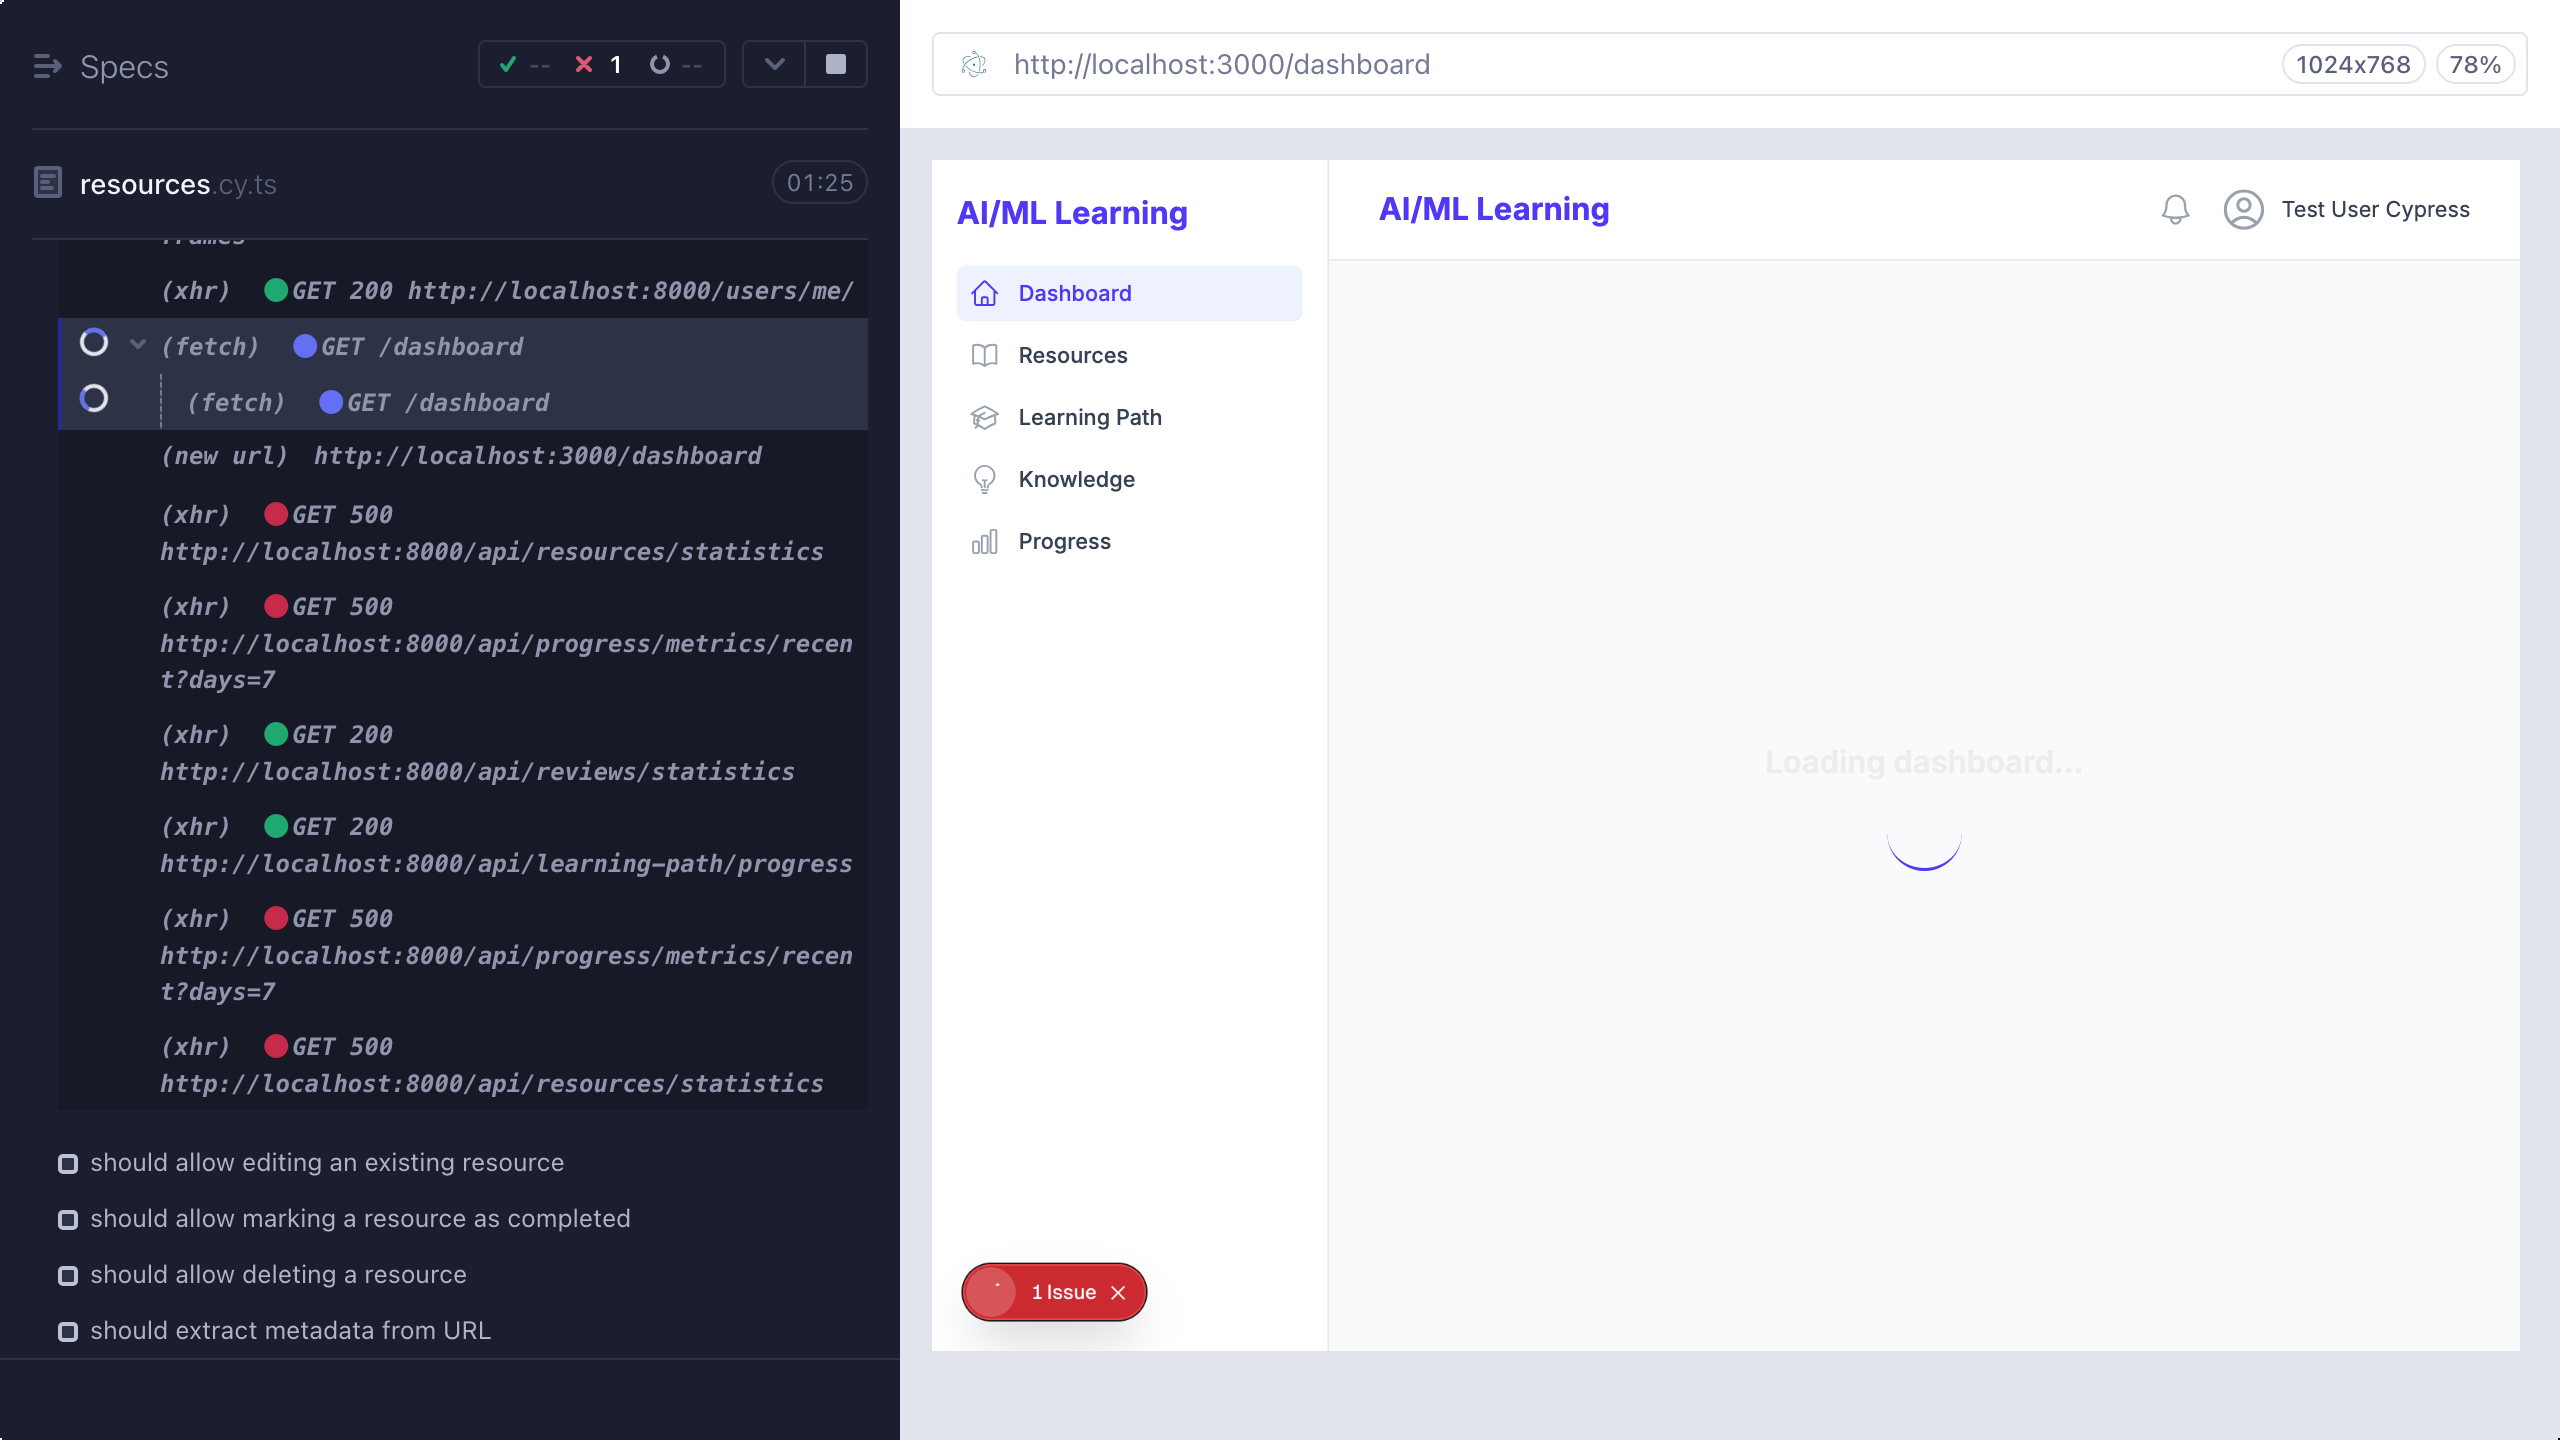 Specs
-- 1 --
resources.cy.ts 01:25
frames
(xhr) GET 200 http://localhost:8000/users/me/
(fetch) GET /dashboard
(fetch) GET /dashboard
(new url) http://localhost:3000/dashboard
(xhr) GET 500
http://localhost:8000/api/resources/statistics
(xhr) GET 500
http://localhost:8000/api/progress/metrics/recen
t?days=7
(xhr) GET 200
http://localhost:8000/api/reviews/statistics
(xhr) GET 200
http://localhost:8000/api/learning-path/progress
(xhr) GET 500
http://localhost:8000/api/progress/metrics/recen
t?days=7
(xhr) GET 500
http://localhost:8000/api/resources/statistics
should allow editing an existing resource
should allow marking a resource as completed
should allow deleting a resource
should extract metadata from URL
http://localhost:3000/dashboard 1024x768 78%
AI/ML Learning
Dashboard
Resources
Learning Path
Knowledge
Progress
1 Issue
AI/ML Learning
Test User Cypress
Loading dashboard...